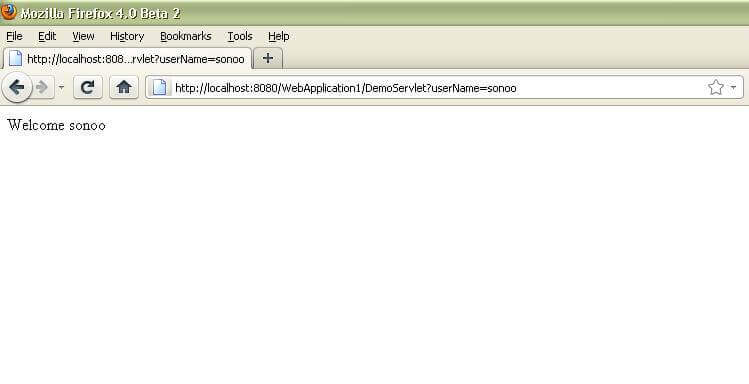 Mozilla Firefox 4.0 Beta 2
File Edit View History Bookmarks Tools Help
http://localhost:808...rvlet?userName=sonoo
http://localhost:8080/WebApplication1/DemoServlet?userName=sonoo
Welcome sonoo